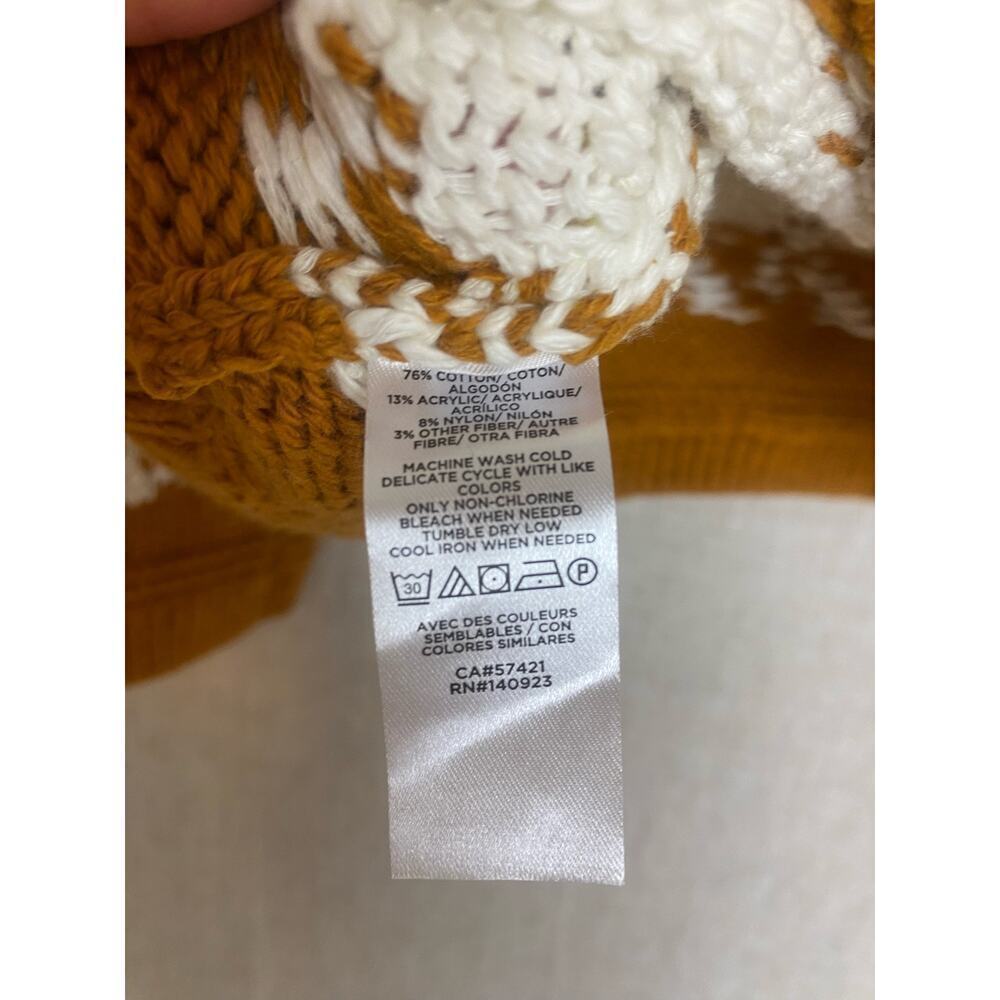 76% COTTON/ COTON/
ALGODÓN
13% ACRYLIC/ ACRYLIQUE/
ACRÍLICO
8% NYLON/ NILÓN
3% OTHER FIBER/ AUTRE
FIBRE/ OTRA FIBRA
MACHINE WASH COLD
DELICATE CYCLE WITH LIKE
COLORS
ONLY NON-CHLORINE
BLEACH WHEN NEEDED
TUMBLE DRY LOW
COOL IRON WHEN NEEDED
30 P
AVEC DES COULEURS
SEMBLABLES / CON
COLORES SIMILARES
CA#57421
RN#140923